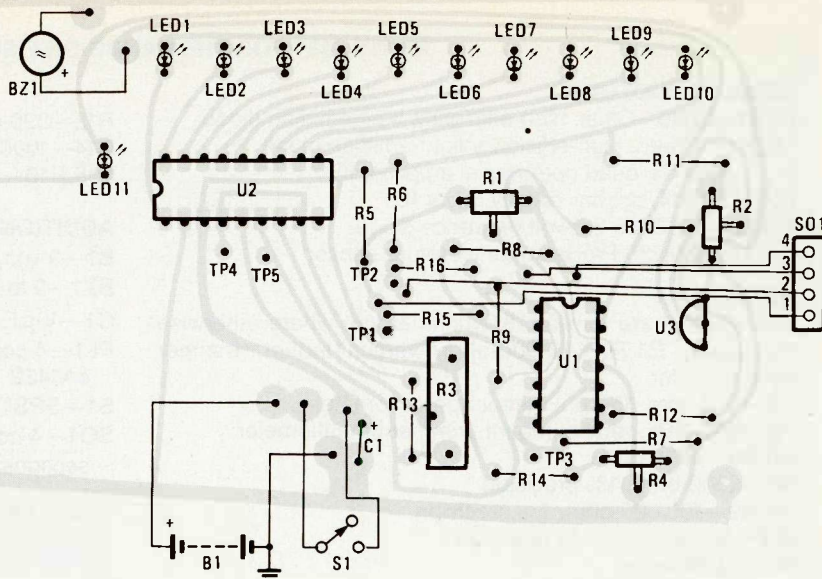 LED1
LED3
LED5
LED7
LED9
BZ1
+
LED2
LED4
LED6
LED8
LED10
LED11
U2
R5
R6
R1
R11
R2
R10
R8
SO1
4
3
2
1
TP4
TP5
TP2
R16
R15
R9
TP1
U1
U3
R3
R13
R12
R7
C1
+
TP3
R14
R4
+
B1
S1